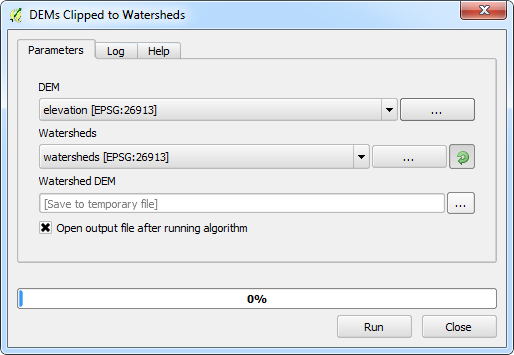 DEMs Clipped to Watersheds
Parameters Log Help
DEM
elevation [EPSG:26913] ...
Watersheds
watersheds [EPSG:26913] ...
Watershed DEM
[Save to temporary file] ...
Open output file after running algorithm
0%
Run Close